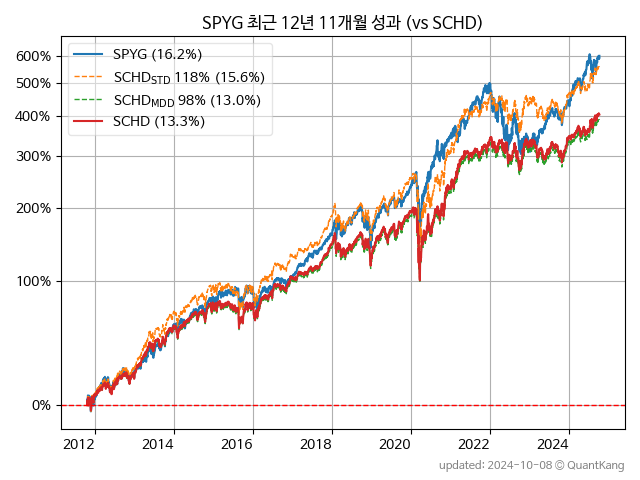 SPYG 최근 12년 11개월 성과 (vs SCHD)
600%
500%
400%
300%
200%
100%
0%
SPYG (16.2%)
SCHD_STD 118% (15.6%)
SCHD_MDD 98% (13.0%)
SCHD (13.3%)
2012 2014 2016 2018 2020 2022 2024
updated: 2024-10-08 © QuantKang